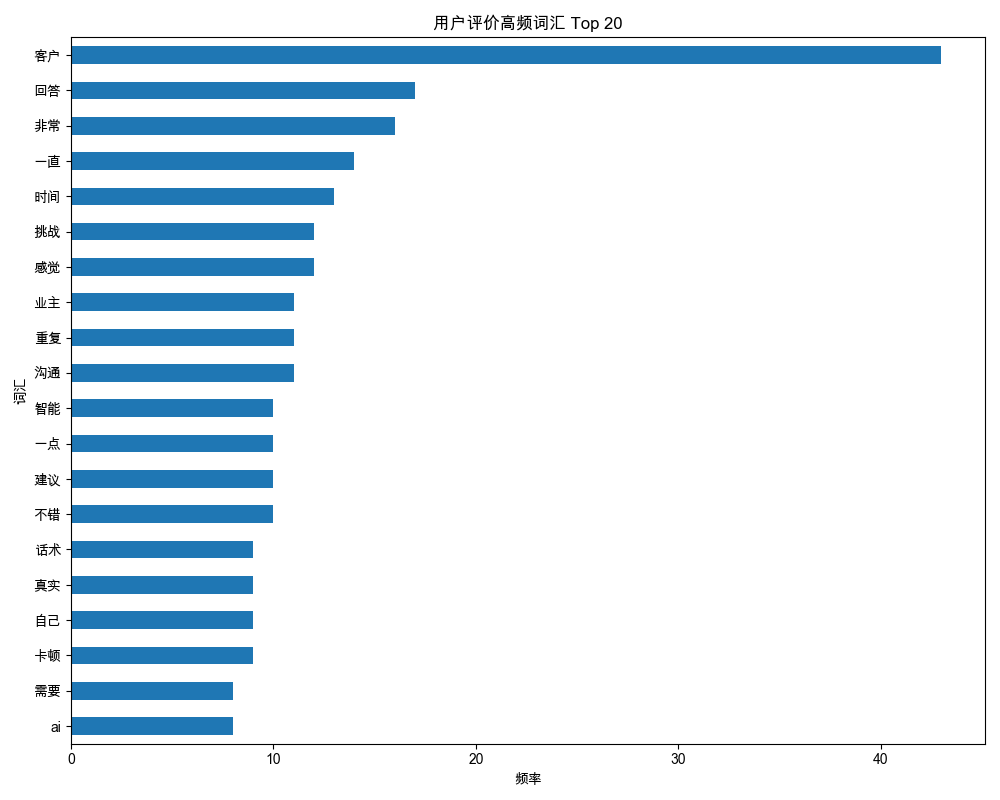 用户评价高频词汇 Top 20
词汇
客户
回答
非常
一直
时间
挑战
感觉
业主
重复
沟通
智能
一点
建议
不错
话术
真实
自己
卡顿
需要
ai
0 10 20 30 40
频率